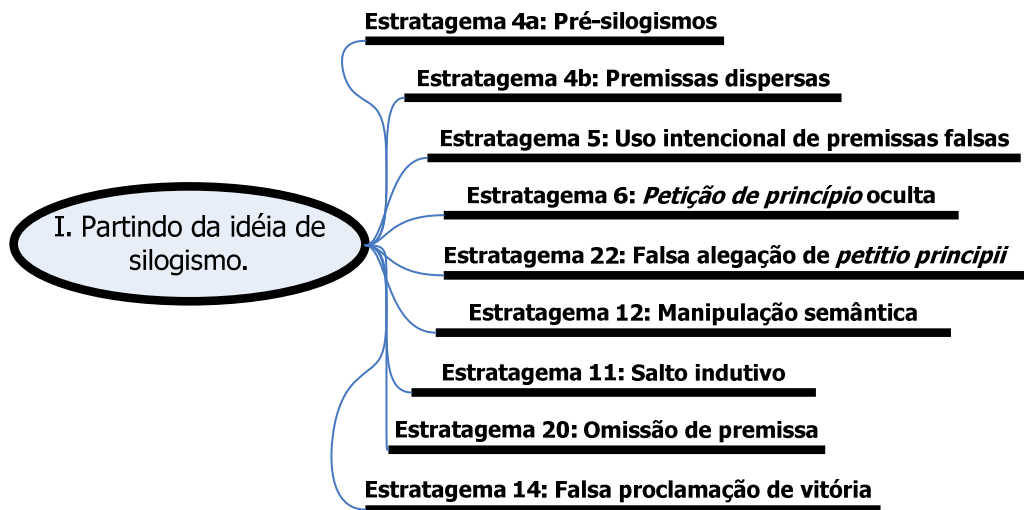 Estratagema 4a: Pré-silogismos
Estratagema 4b: Premissas dispersas
Estratagema 5: Uso intencional de premissas falsas
Estratagema 6: Petição de princípio oculta
I. Partindo da idéia de
silogismo.
Estratagema 22: Falsa alegação de petitio principii
Estratagema 12: Manipulação semântica
Estratagema 11: Salto indutivo
Estratagema 20: Omissão de premissa
Estratagema 14: Falsa proclamação de vitória